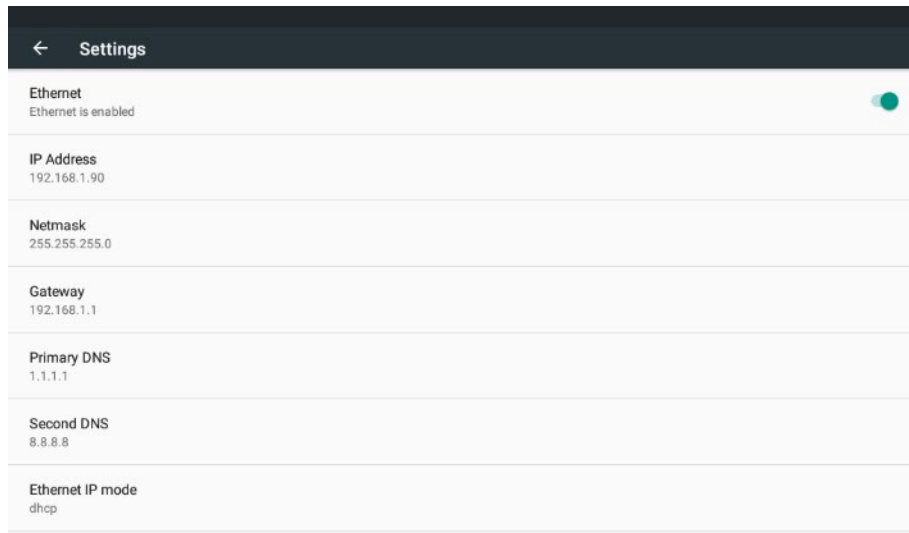 Settings
Ethernet
Ethernet is enabled
IP Address
192.168.1.90
Netmask
255.255.255.0
Gateway
192.168.1.1
Primary DNS
1.1.1.1
Second DNS
8.8.8.8
Ethernet IP mode
dhcp